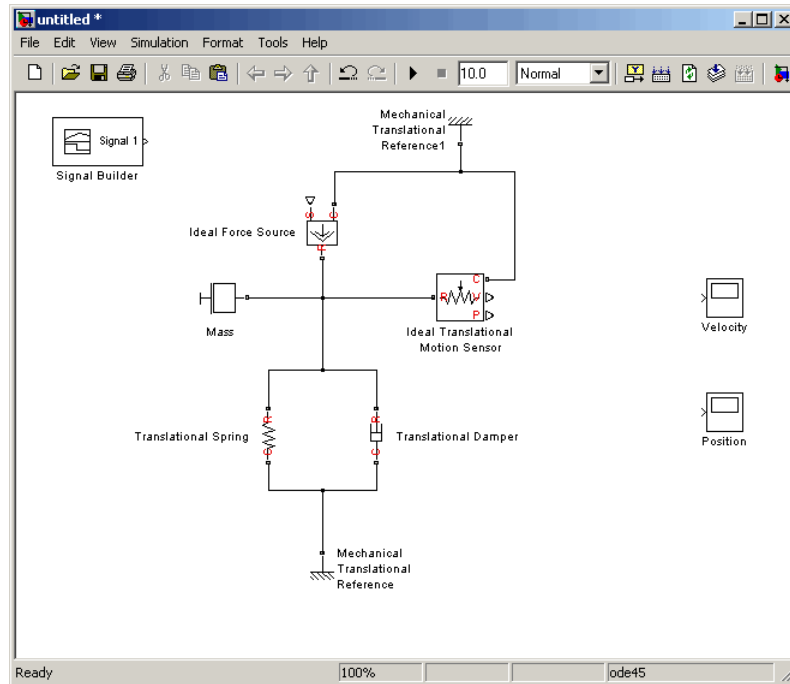 untitled *
File Edit View Simulation Format Tools Help
10.0 Normal
Mechanical
Translational
Reference1
Signal 1
Signal Builder
S C
Ideal Force Source
R
C
R V
P
Mass
Ideal Translational
Motion Sensor
Velocity
R R
Translational Spring
Translational Damper
C C
Position
Mechanical
Translational
Reference
Ready 100% ode45